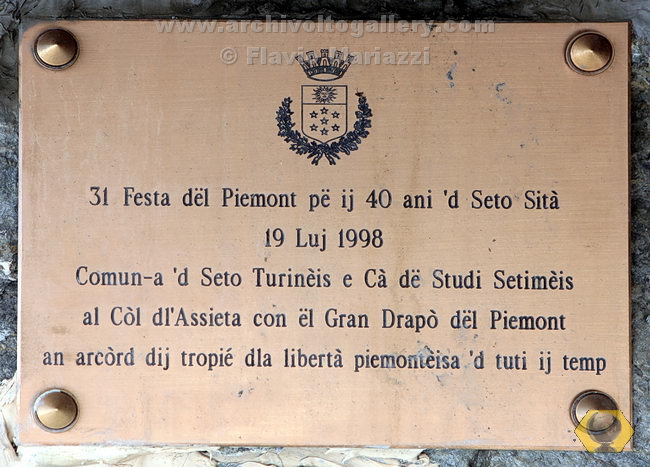 www.archivoltogallery.com
© Flavio Mariazzi
31 Festa dël Piemont pë ij 40 ani 'd Seto Sità
19 Luj 1998
Comun-a 'd Seto Turinèis e Cà dë Studi Setimèis
al Còl dl'Assieta con ël Gran Drapò dël Piemont
an arcòrd dij tropié dla libertà piemontèisa 'd tuti ij temp